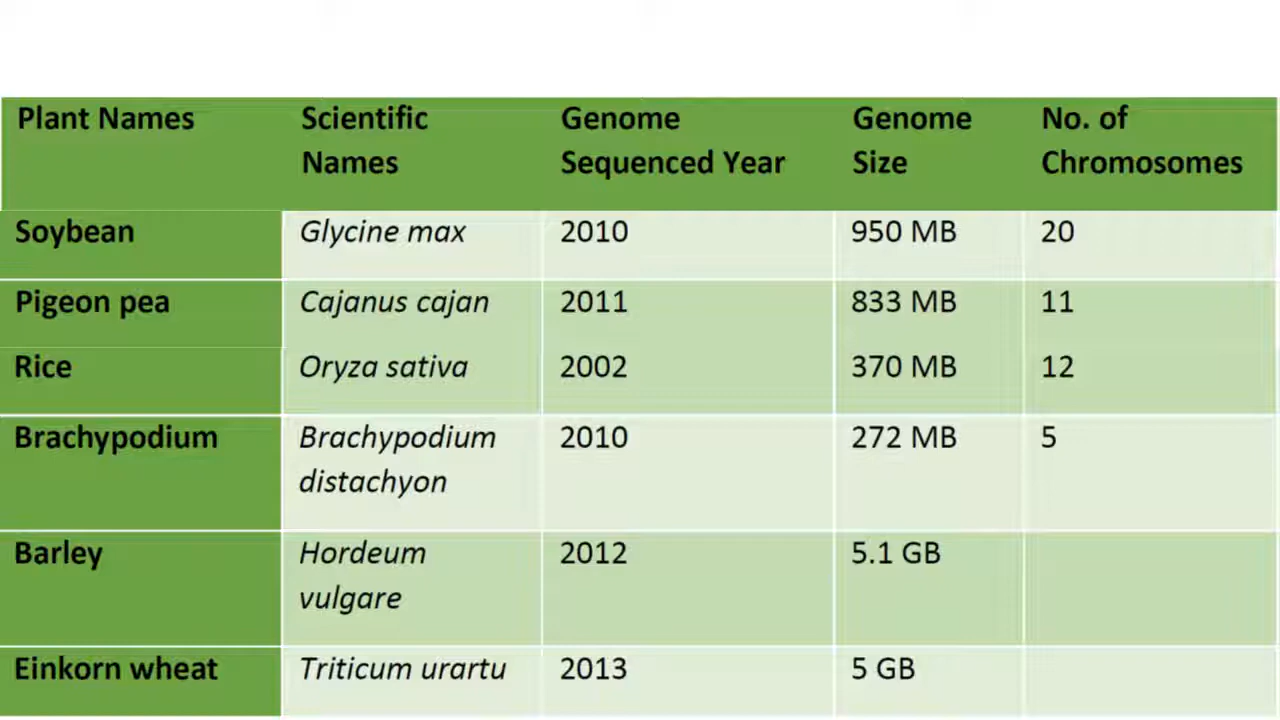 Plant Names Scientific Names Genome Sequenced Year Genome Size No. of Chromosomes
Soybean Glycine max 2010 950 MB 20
Pigeon pea Cajanus cajan 2011 833 MB 11
Rice Oryza sativa 2002 370 MB 12
Brachypodium Brachypodium distachyon 2010 272 MB 5
Barley Hordeum vulgare 2012 5.1 GB
Einkorn wheat Triticum urartu 2013 5 GB